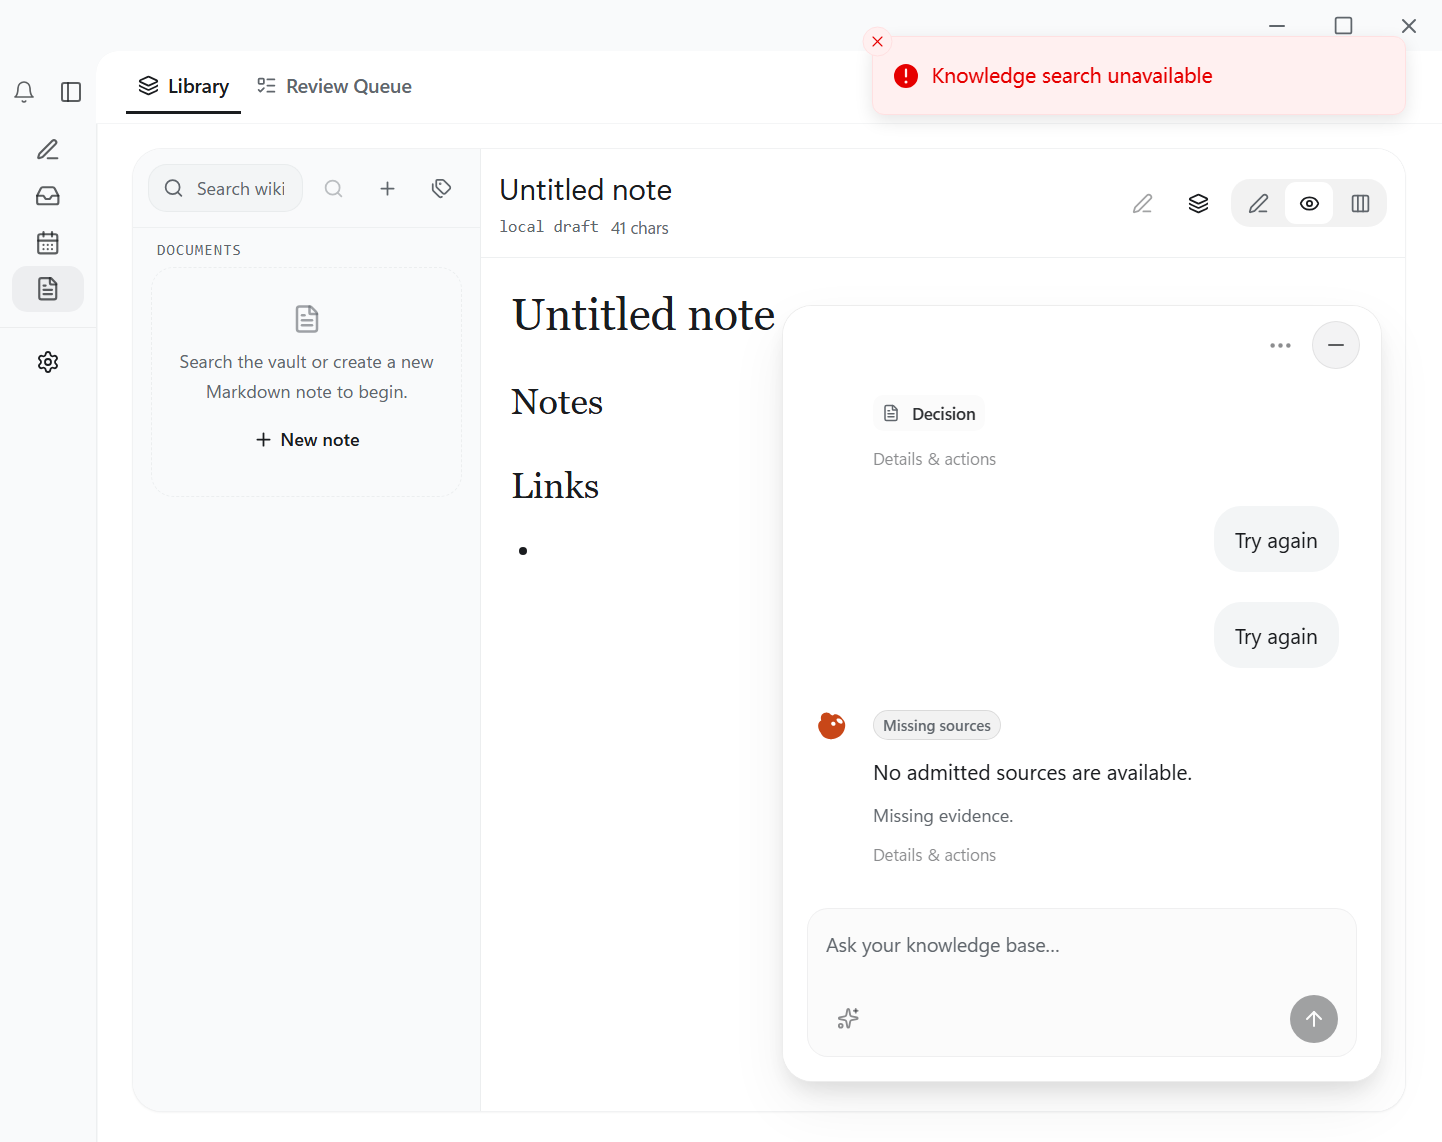 Library
Review Queue
Knowledge search unavailable
Search wiki
DOCUMENTS
Search the vault or create a new
Markdown note to begin.
New note
Untitled note
local draft 41 chars
Untitled note
Notes
Links
Decision
Details & actions
Try again
Try again
Missing sources
No admitted sources are available.
Missing evidence.
Details & actions
Ask your knowledge base...